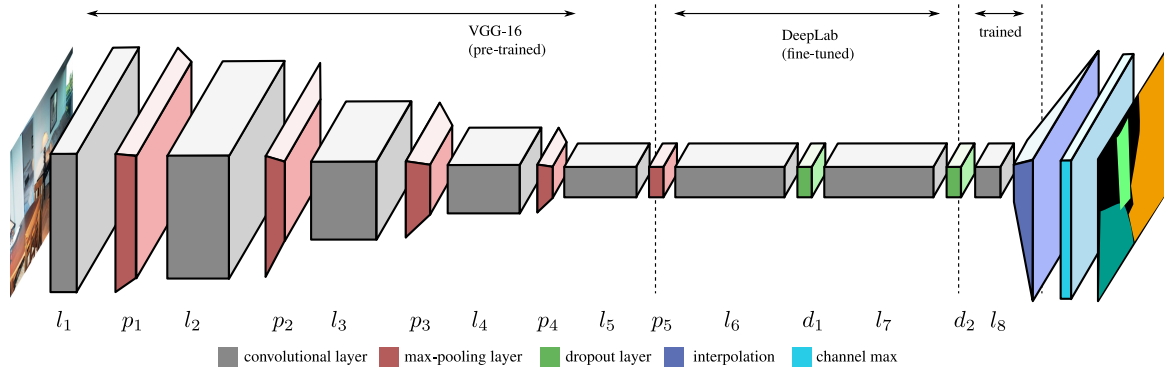 VGG-16
(pre-trained)
DeepLab
(fine-tuned)
trained
l1 p1 l2 p2 l3 p3 l4 p4 l5 p5 l6 d1 l7 d2 l8
convolutional layer max-pooling layer dropout layer interpolation channel max